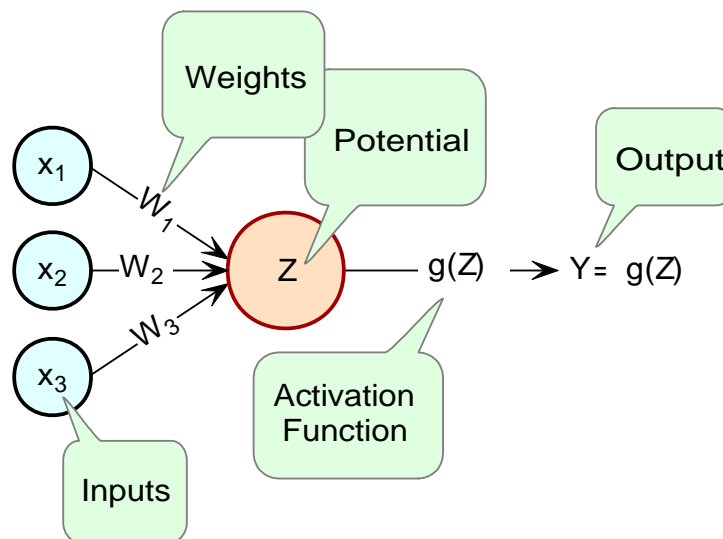 Weights
Potential
Output
x1
W1
x2
W2
Z
g(Z)
Y= g(Z)
W3
x3
Activation
Function
Inputs